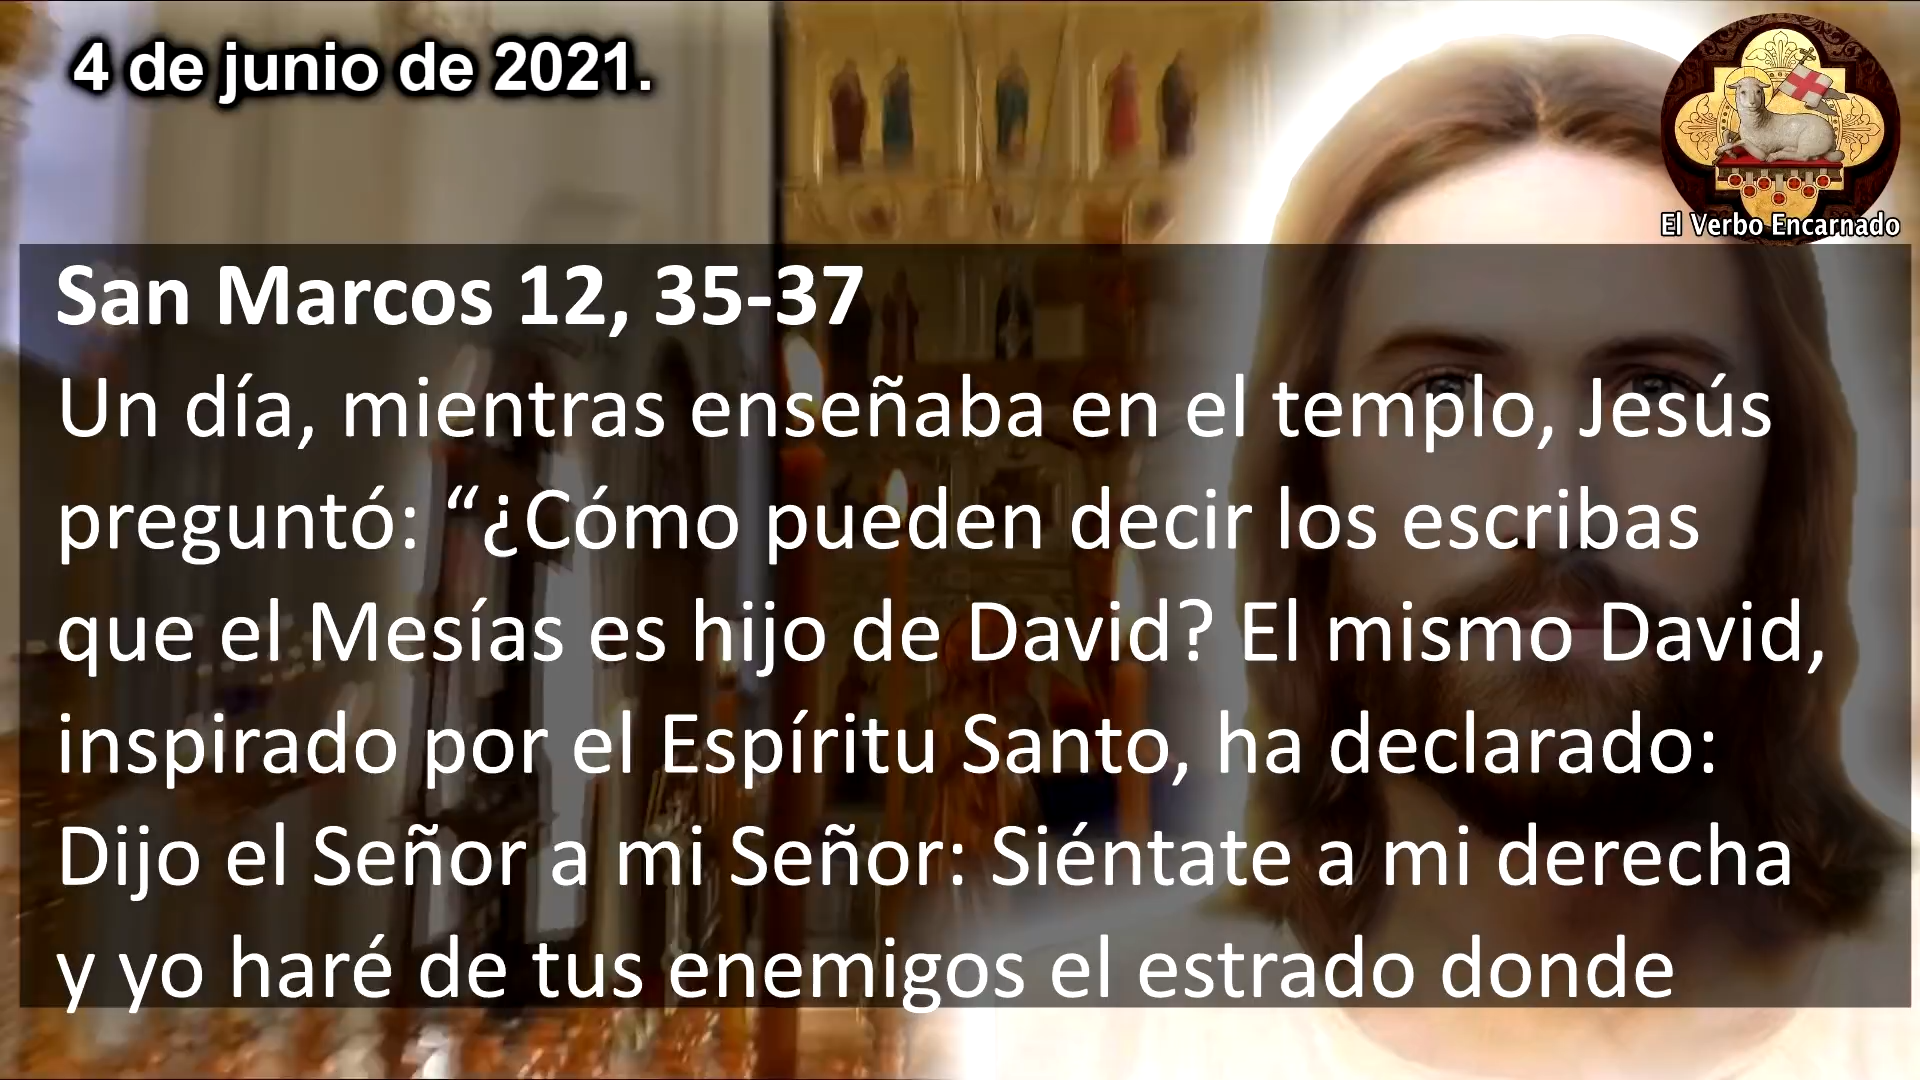 4 de junio de 2021.
El Verbo Encarnado
San Marcos 12, 35-37
Un día, mientras enseñaba en el templo, Jesús
preguntó: “¿Cómo pueden decir los escribas
que el Mesías es hijo de David? El mismo David,
inspirado por el Espíritu Santo, ha declarado:
Dijo el Señor a mi Señor: Siéntate a mi derecha
y yo haré de tus enemigos el estrado donde